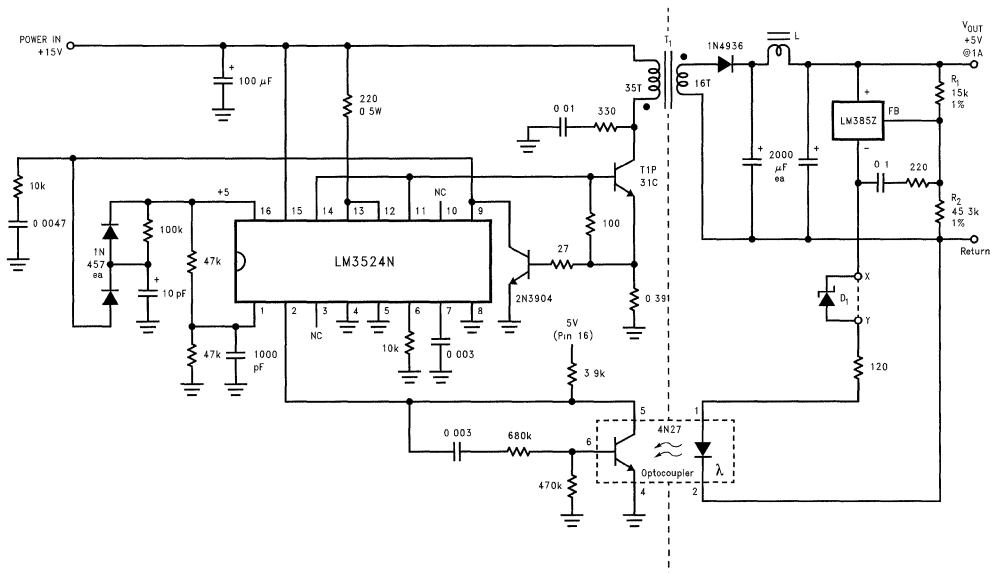 POWER IN
+15V
+
100 μF
220
0 5W
0 01
330
35T
T1
16T
1N4936
L
VOUT
+5V
@1A
R1
15k
1%
+
LM385Z
FB
–
+
2000
μF
ea
+
0 1
220
R2
45 3k
1%
Return
10k
0 0047
+5
1N
457
ea
100k
+
10 pF
47k
47k
1000
pF
16
15
14
13
12
11
NC
10
9
LM3524N
1
2
3
4
5
6
7
8
NC
10k
0 003
T1P
31C
100
27
2N3904
0 39
5V
(Pin 16)
3 9k
X
D1
Y
120
0 003
680k
470k
6
5
4N27
Optocoupler
λ
4
1
2